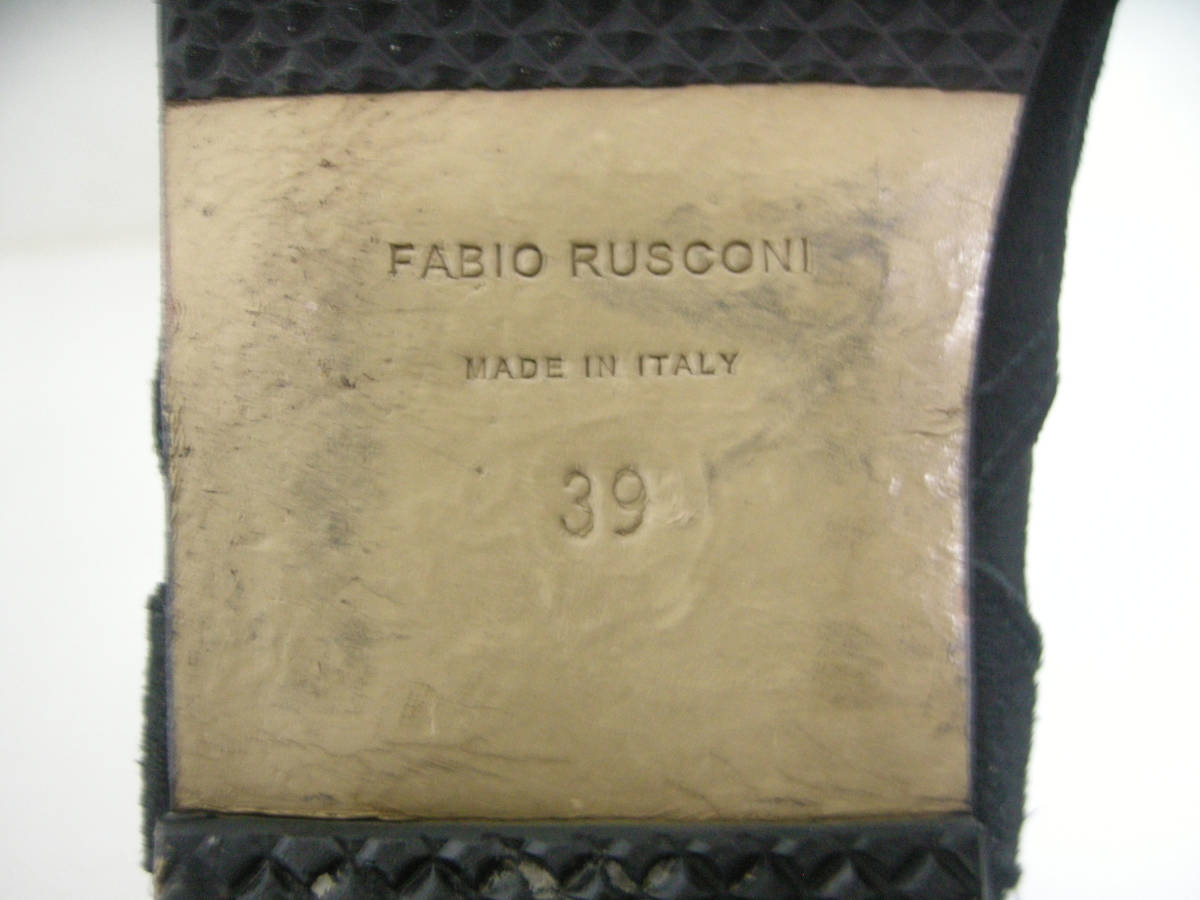 FABIO RUSCONI
MADE IN ITALY
39